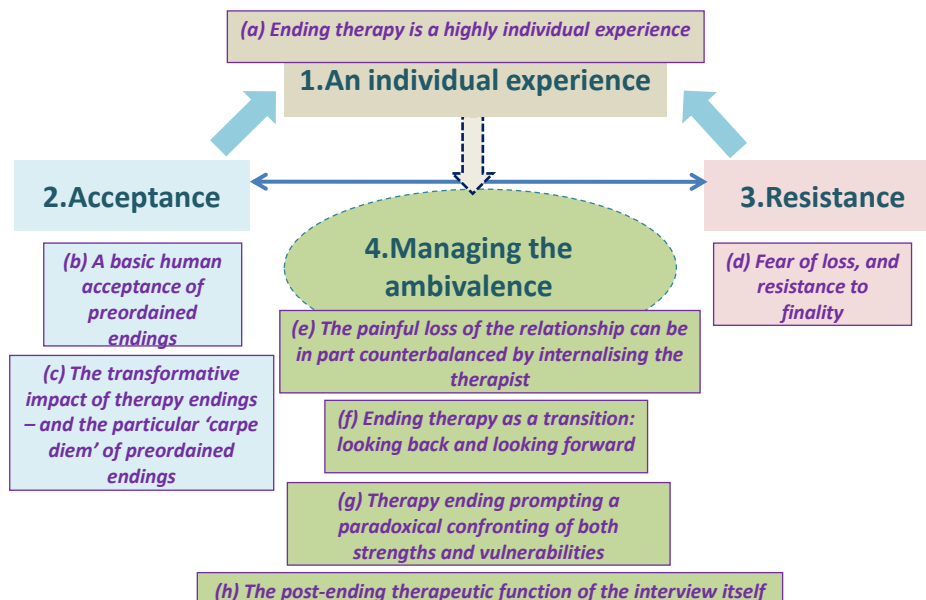 (a) Ending therapy is a highly individual experience
1.An individual experience
2.Acceptance
3.Resistance
4.Managing the
ambivalence
(b) A basic human
acceptance of
preordained
endings
(c) The transformative
impact of therapy endings
– and the particular ‘carpe
diem’ of preordained
endings
(d) Fear of loss, and
resistance to
finality
(e) The painful loss of the relationship can be
in part counterbalanced by internalising the
therapist
(f) Ending therapy as a transition:
looking back and looking forward
(g) Therapy ending prompting a
paradoxical confronting of both
strengths and vulnerabilities
(h) The post-ending therapeutic function of the interview itself